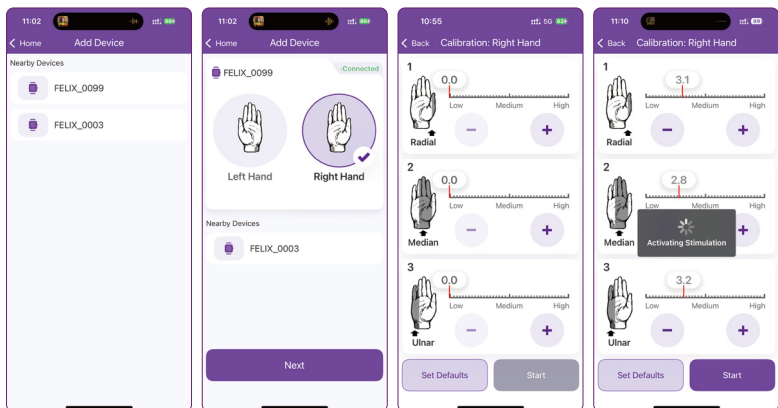 11:02
86+
Home
Add Device
Nearby Devices
FELIX_0099
FELIX_0003
11:02
86+
Home
Add Device
FELIX_0099
Connected
Left Hand
Right Hand
Nearby Devices
FELIX_0003
Next
10:55
5G 82+
Back
Calibration: Right Hand
1
0.0
Low Medium High
Radial
− +
2
0.0
Low Medium High
Median
− +
3
0.0
Low Medium High
Ulnar
− +
Set Defaults
Start
11:10
Back
Calibration: Right Hand
1
3.1
Low Medium High
Radial
− +
2
2.8
Low Medium High
Median
Activating Stimulation
+
3
3.2
Low Medium High
Ulnar
− +
Set Defaults
Start